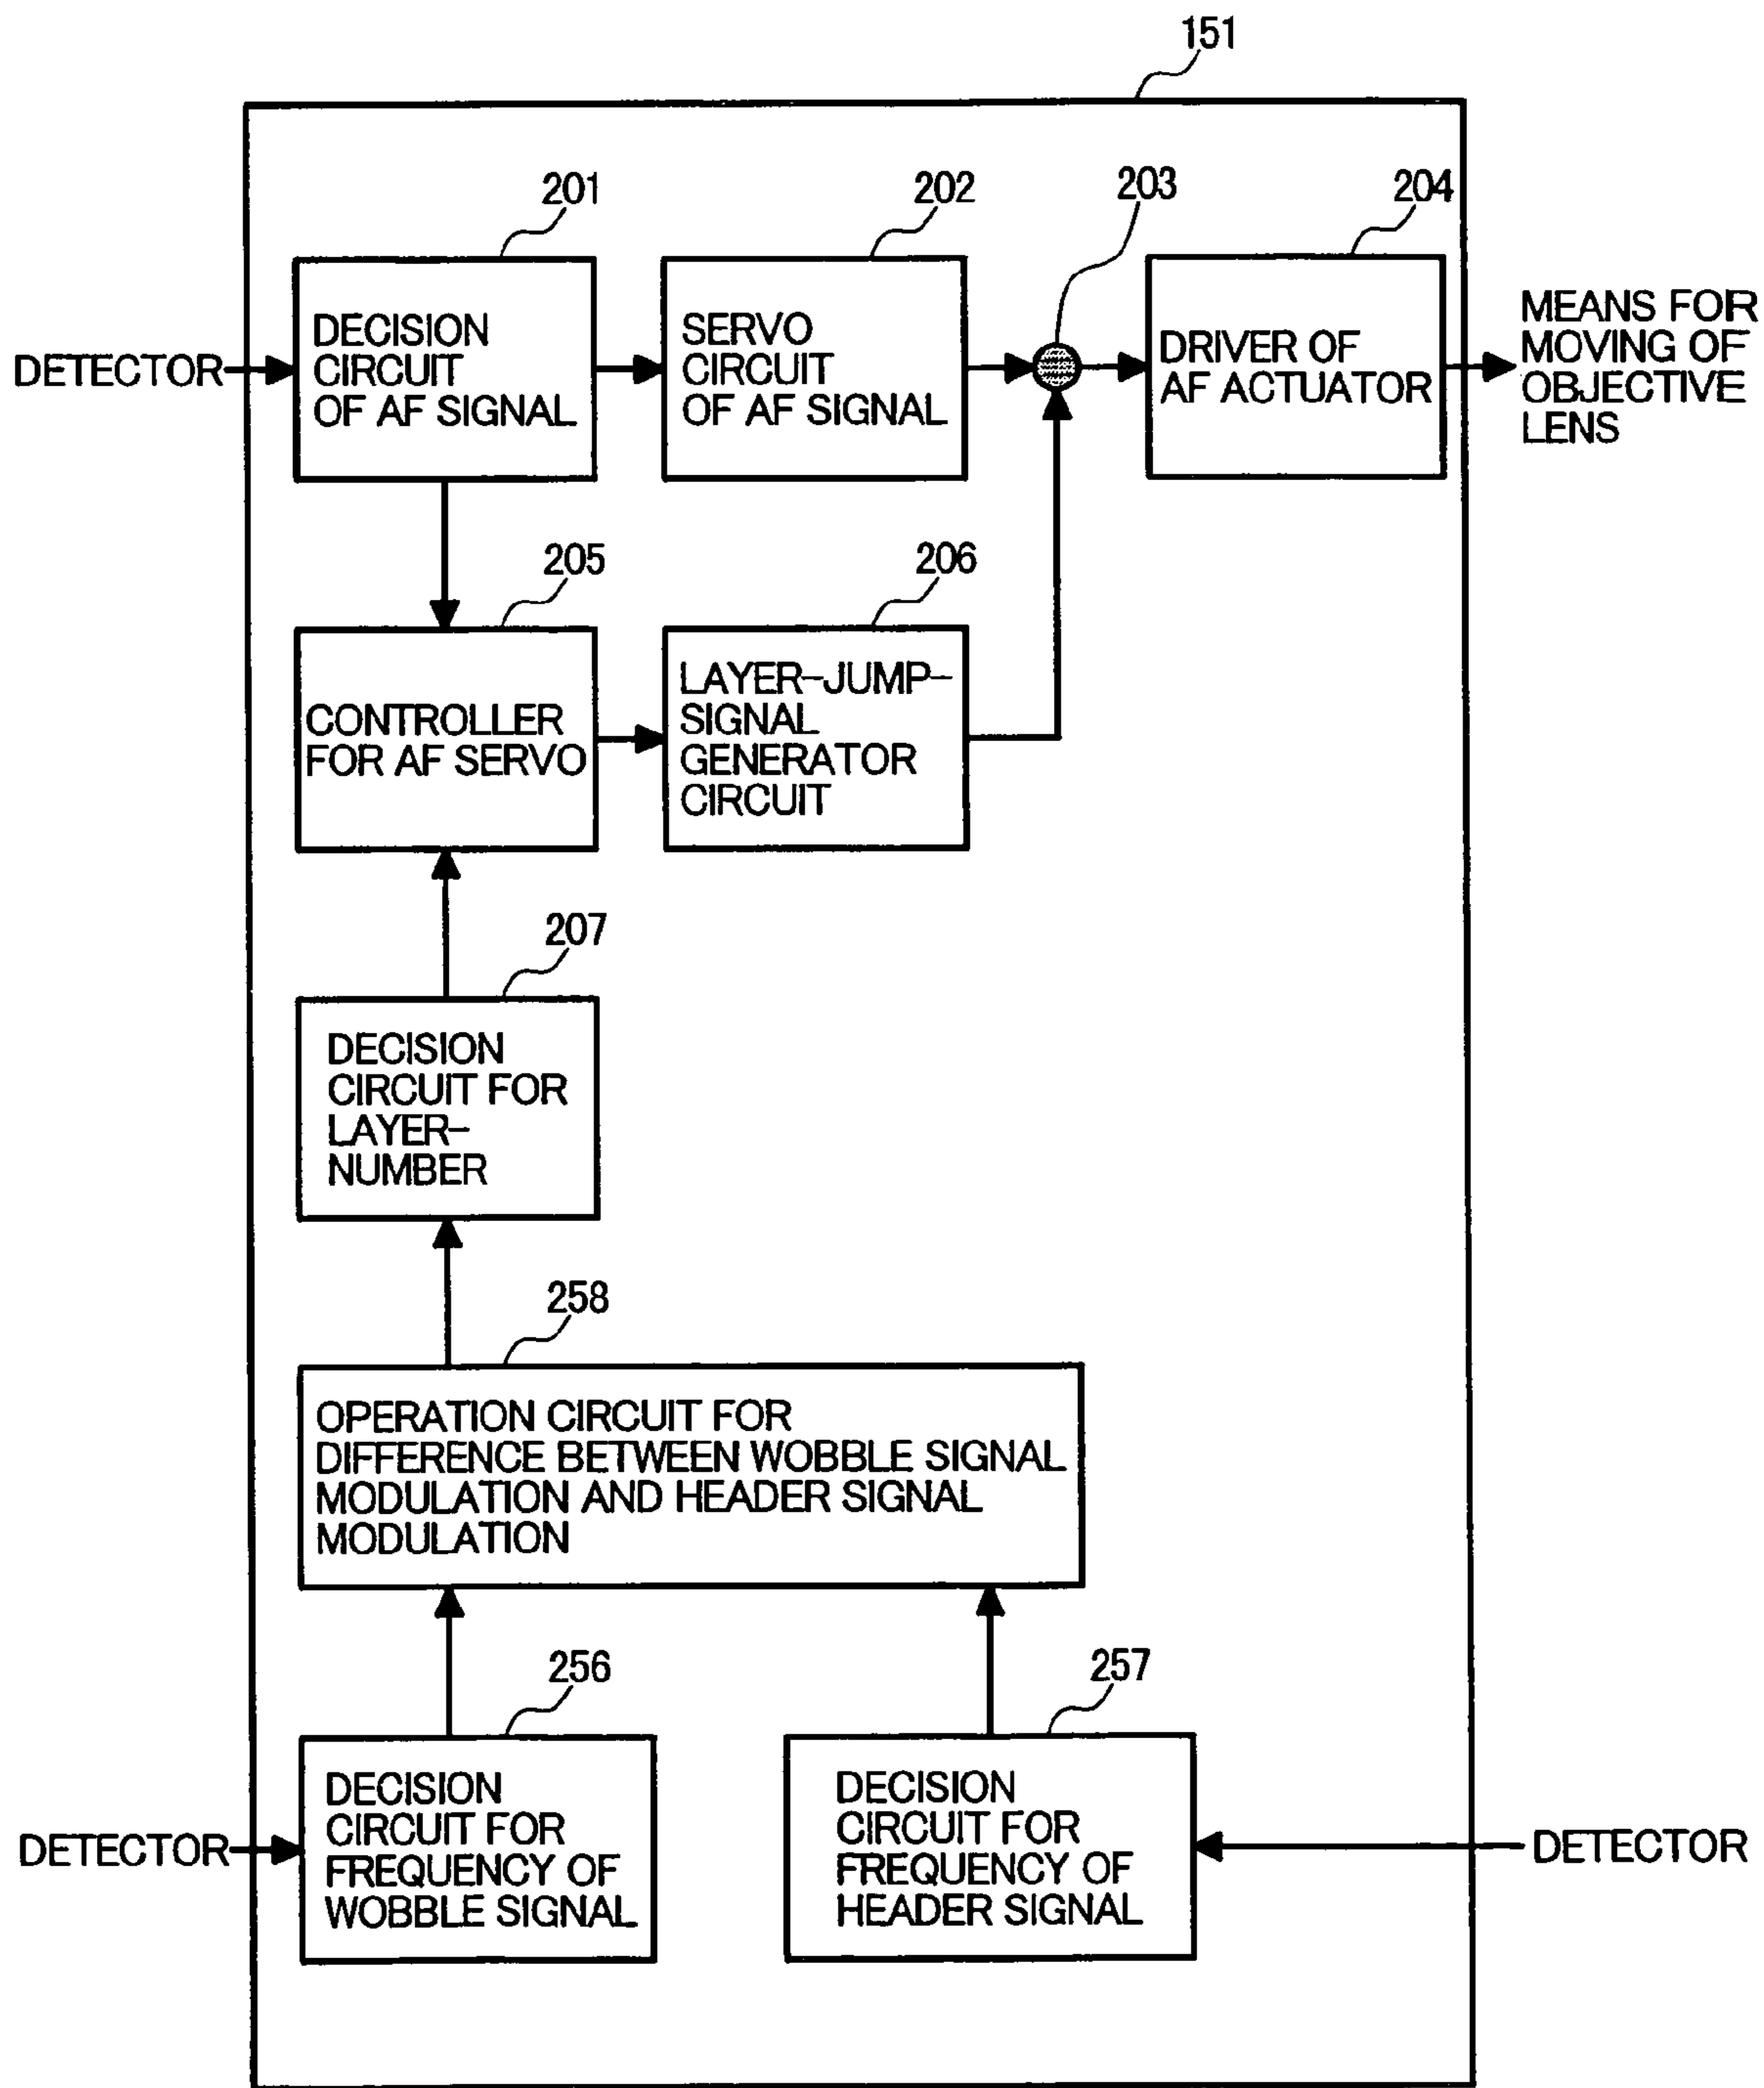 151
201
202
203
204
DETECTOR
DECISION
CIRCUIT
OF AF SIGNAL
SERVO
CIRCUIT
OF AF SIGNAL
DRIVER OF
AF ACTUATOR
MEANS FOR
MOVING OF
OBJECTIVE
LENS
205
206
CONTROLLER
FOR AF SERVO
LAYER-JUMP-
SIGNAL
GENERATOR
CIRCUIT
207
DECISION
CIRCUIT FOR
LAYER-
NUMBER
258
OPERATION CIRCUIT FOR
DIFFERENCE BETWEEN WOBBLE SIGNAL
MODULATION AND HEADER SIGNAL
MODULATION
256
257
DETECTOR
DECISION
CIRCUIT FOR
FREQUENCY OF
WOBBLE SIGNAL
DECISION
CIRCUIT FOR
FREQUENCY OF
HEADER SIGNAL
DETECTOR